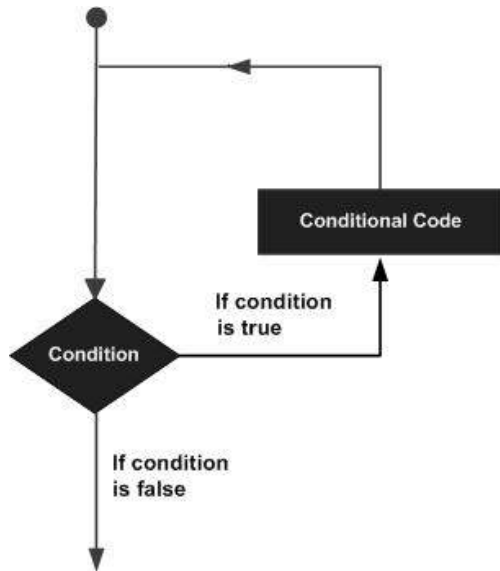 Conditional Code
If condition
is true
Condition
If condition
is false